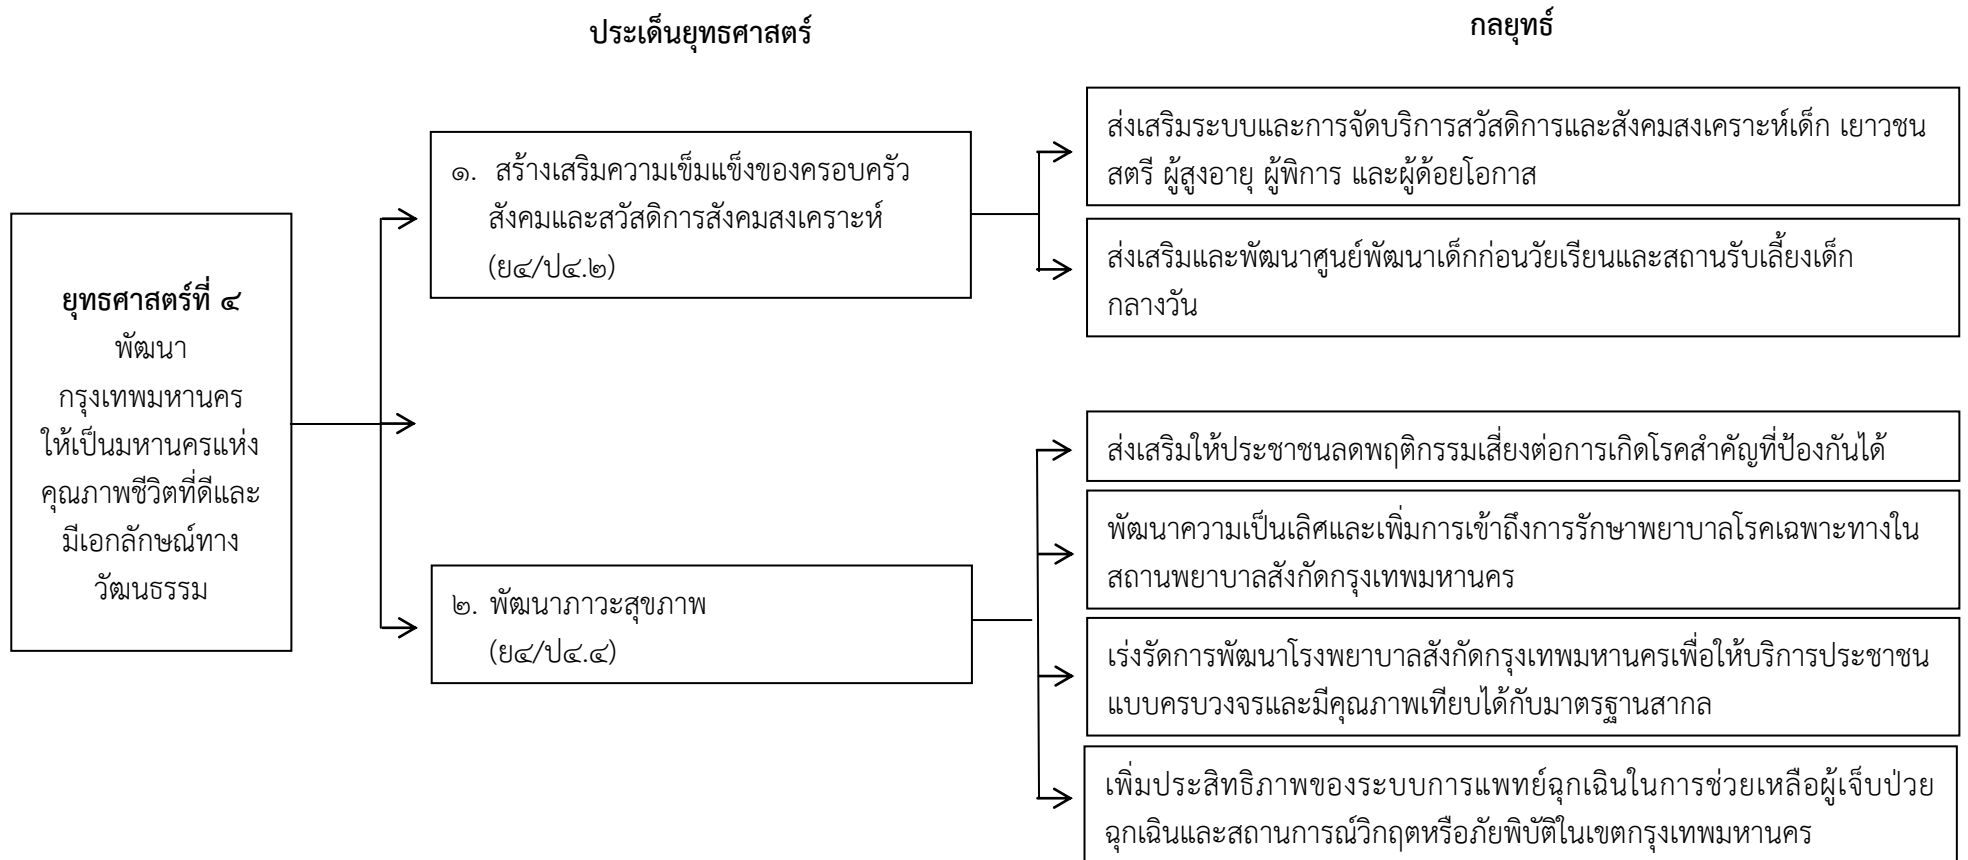 ประเด็นยุทธศาสตร์
กลยุทธ์
ยุทธศาสตร์ที่ ๔
พัฒนา
กรุงเทพมหานคร
ให้เป็นมหานครแห่ง
คุณภาพชีวิตที่ดีและ
มีเอกลักษณ์ทาง
วัฒนธรรม
๑. สร้างเสริมความเข็มแข็งของครอบครัว
สังคมและสวัสดิการสังคมสงเคราะห์
(ย๔/ป๔.๒)
ส่งเสริมระบบและการจัดบริการสวัสดิการและสังคมสงเคราะห์เด็ก เยาวชน
สตรี ผู้สูงอายุ ผู้พิการ และผู้ด้อยโอกาส
ส่งเสริมและพัฒนาศูนย์พัฒนาเด็กก่อนวัยเรียนและสถานรับเลี้ยงเด็ก
กลางวัน
๒. พัฒนาภาวะสุขภาพ
(ย๔/ป๔.๔)
ส่งเสริมให้ประชาชนลดพฤติกรรมเสี่ยงต่อการเกิดโรคสำคัญที่ป้องกันได้
พัฒนาความเป็นเลิศและเพิ่มการเข้าถึงการรักษาพยาบาลโรคเฉพาะทางใน
สถานพยาบาลสังกัดกรุงเทพมหานคร
เร่งรัดการพัฒนาโรงพยาบาลสังกัดกรุงเทพมหานครเพื่อให้บริการประชาชน
แบบครบวงจรและมีคุณภาพเทียบได้กับมาตรฐานสากล
เพิ่มประสิทธิภาพของระบบการแพทย์ฉุกเฉินในการช่วยเหลือผู้เจ็บป่วย
ฉุกเฉินและสถานการณ์วิกฤตหรือภัยพิบัติในเขตกรุงเทพมหานคร